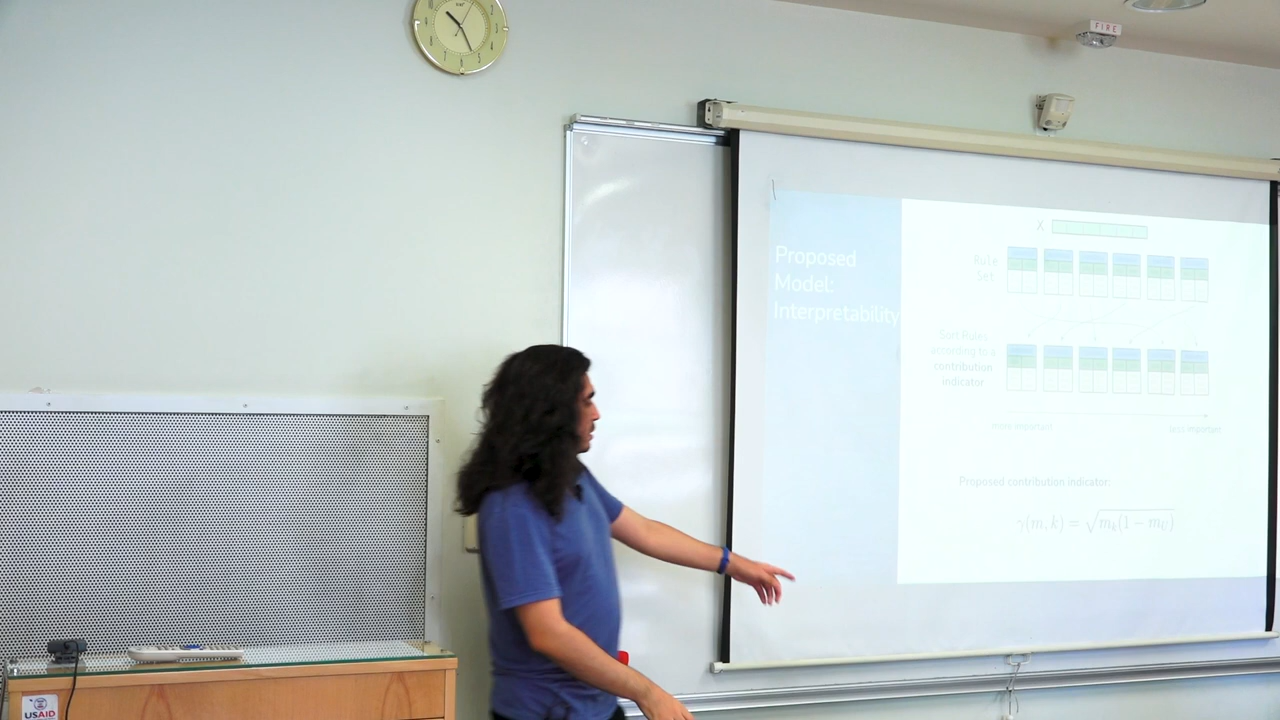 FIRE
Proposed
Model:
Interpretability
X
Rule
Set
Sort Rules
according to a
contribution
indicator
more important
less important
Proposed contribution indicator:
USAID